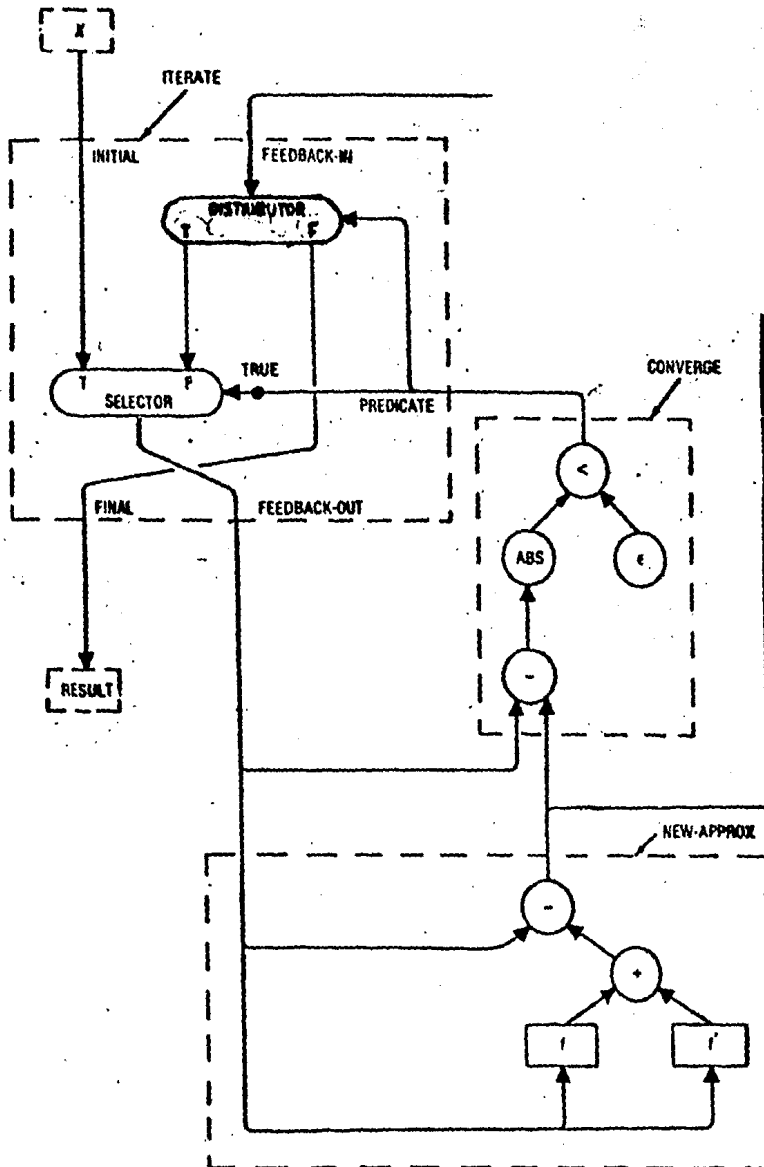 X
ITERATE
INITIAL
FEEDBACK-IN
DISTRIBUTOR
T F
TRUE
T F
SELECTOR
PREDICATE
CONVERGE
<
FINAL
FEEDBACK-OUT
ABS
ϵ
RESULT
-
NEW-APPROX
-
+
f
f'